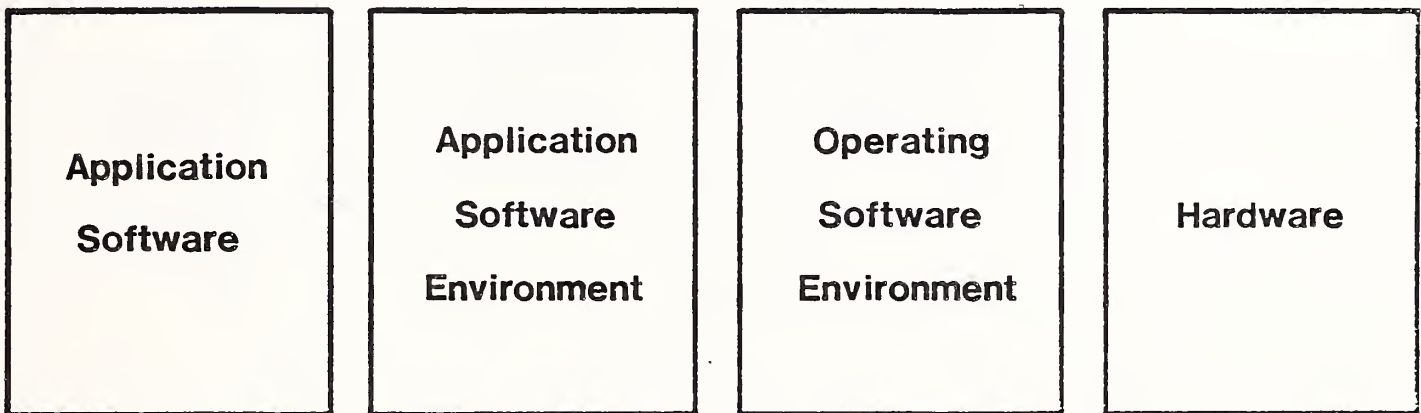 Application
Software
Application
Software
Environment
Operating
Software
Environment
Hardware